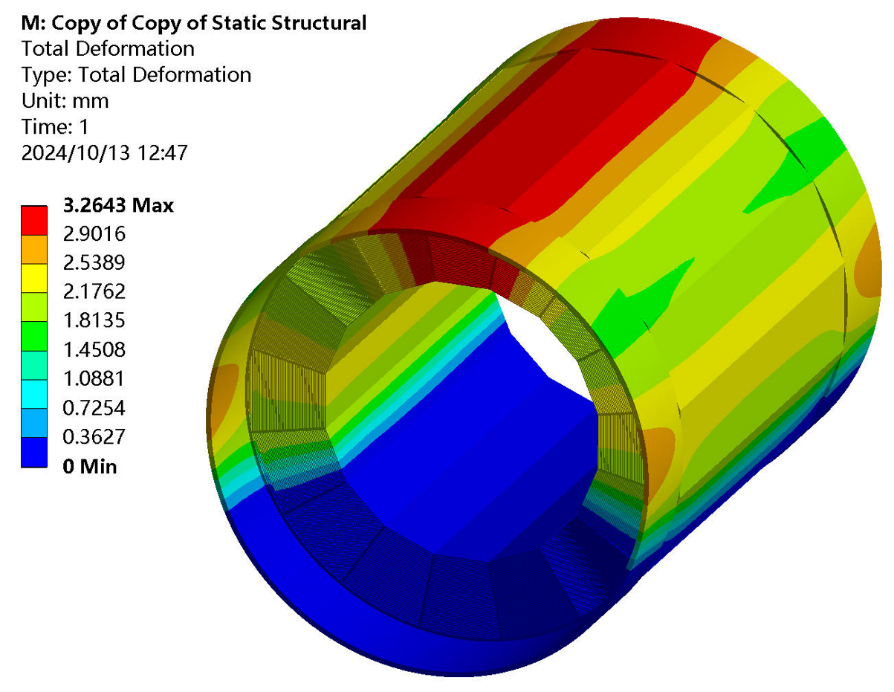 M: Copy of Copy of Static Structural
Total Deformation
Type: Total Deformation
Unit: mm
Time: 1
2024/10/13 12:47
3.2643 Max
2.9016
2.5389
2.1762
1.8135
1.4508
1.0881
0.7254
0.3627
0 Min